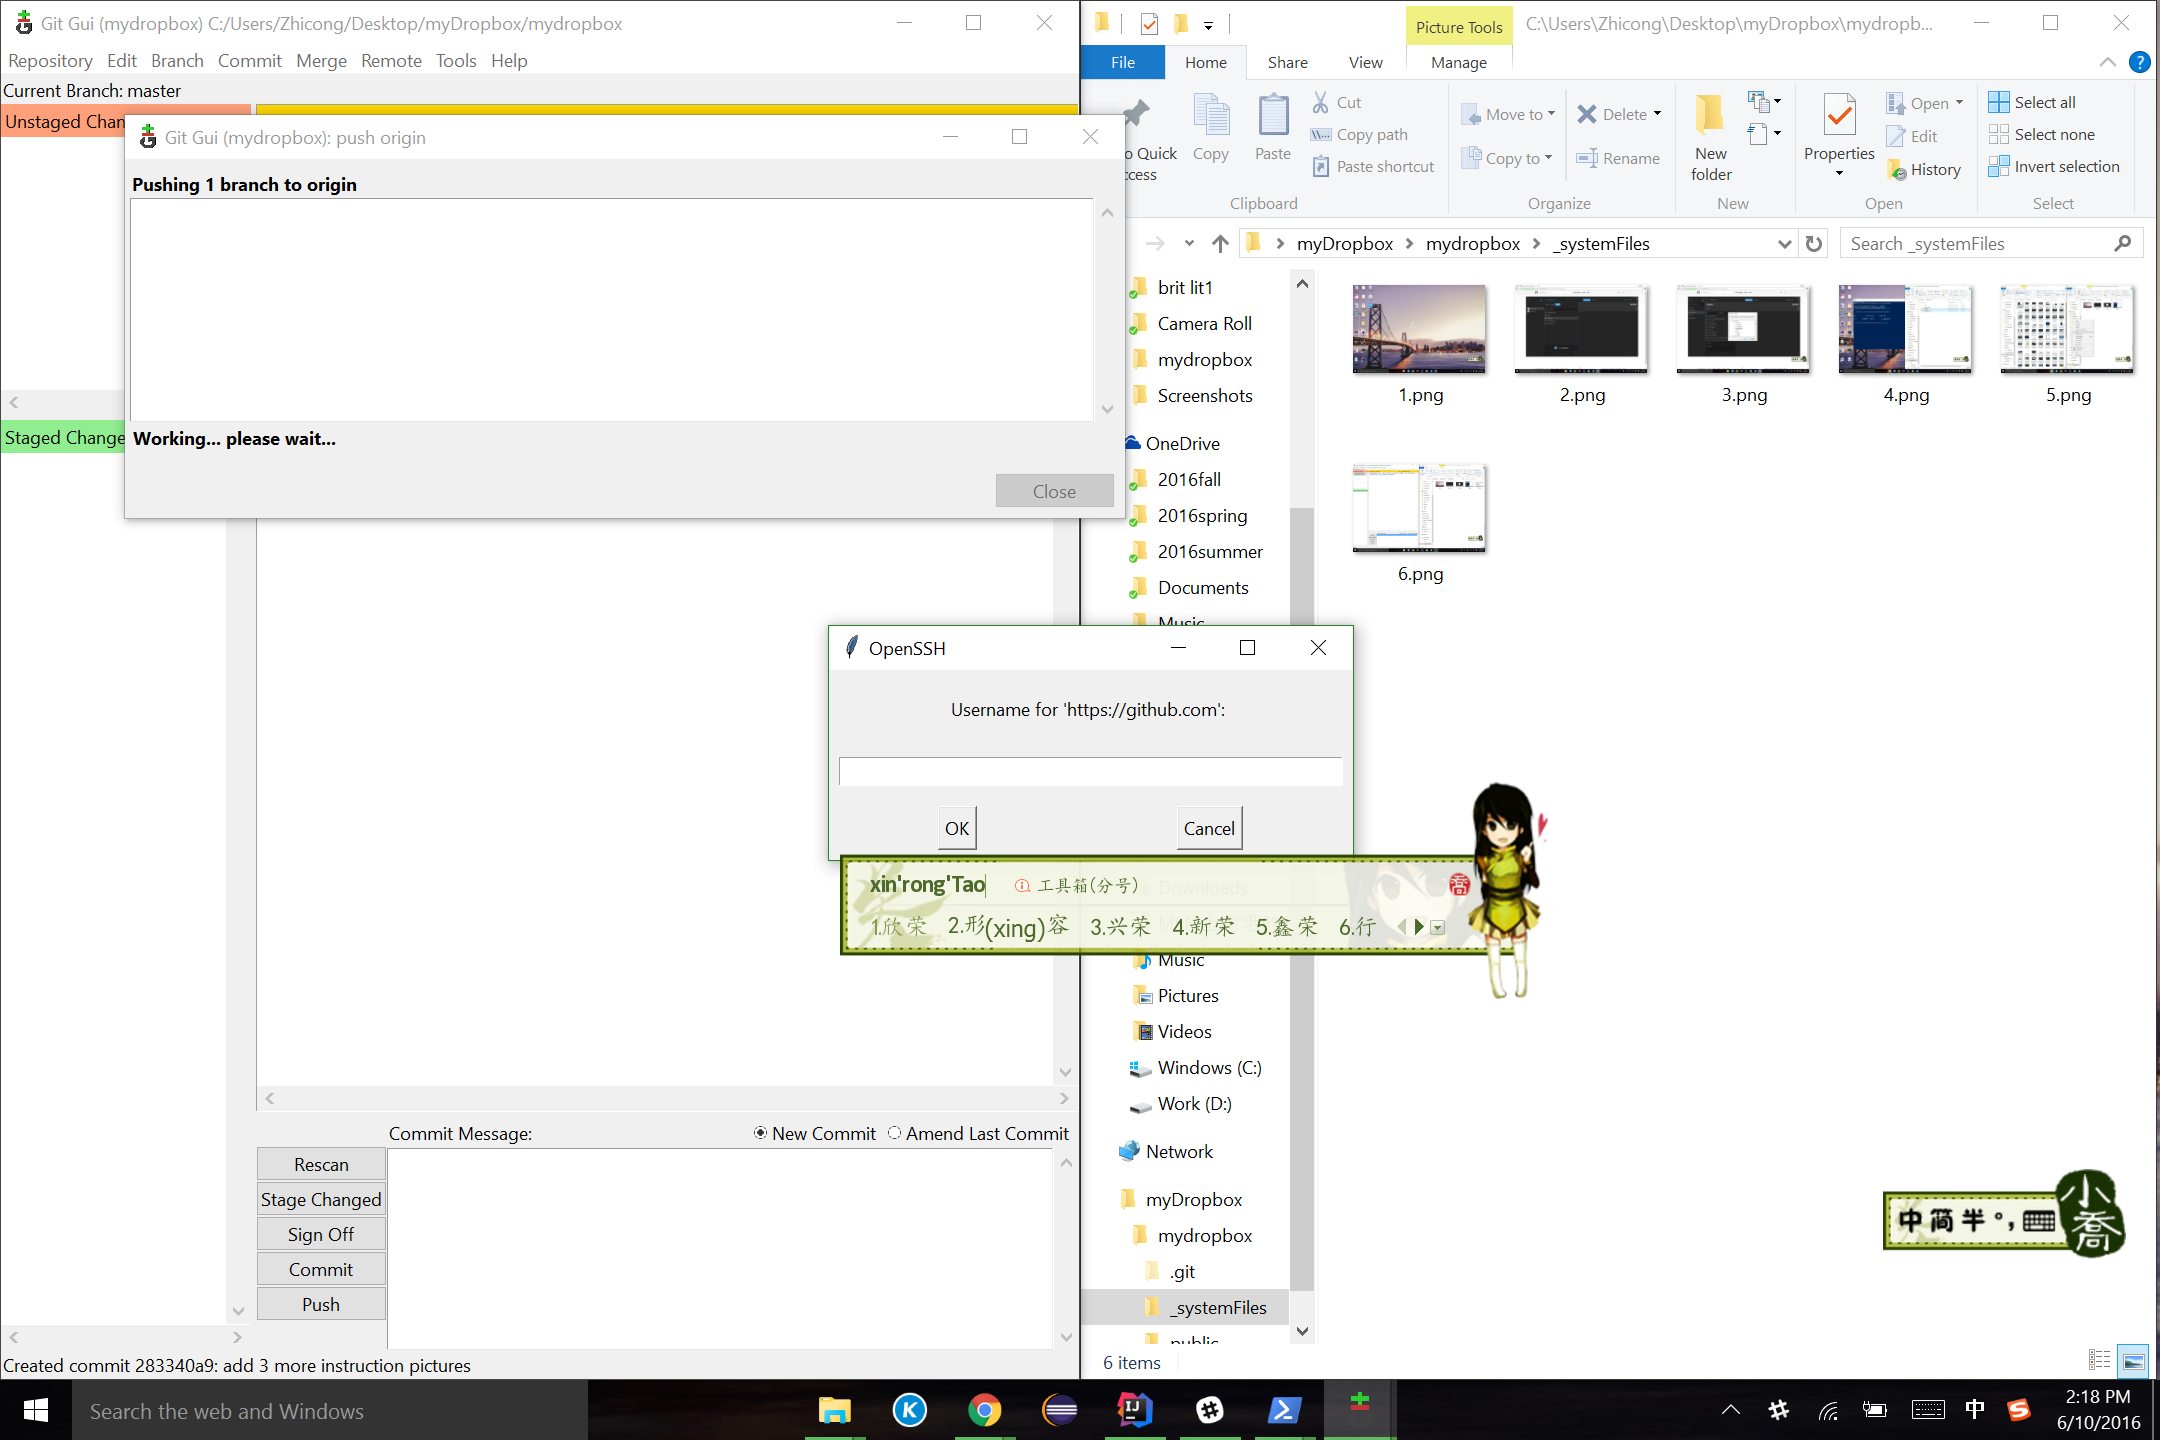 Git Gui (mydropbox) C:/Users/Zhicong/Desktop/myDropbox/mydropbox
Repository Edit Branch Commit Merge Remote Tools Help
Current Branch: master
Unstaged Chan
Git Gui (mydropbox): push origin
Pushing 1 branch to origin
Working... please wait...
Close
Staged Change
Commit Message:
New Commit
Amend Last Commit
Rescan
Stage Changed
Sign Off
Commit
Push
Created commit 283340a9: add 3 more instruction pictures
Picture Tools
C:\Users\Zhicong\Desktop\myDropbox\mydropb...
File Home Share View Manage
o Quick
ccess
Copy
Paste
Cut
Copy path
Paste shortcut
Clipboard
Move to
Copy to
Delete
Rename
Organize
New
folder
New
Properties
Open
Edit
History
Open
Select all
Select none
Invert selection
Select
myDropbox
mydropbox
_systemFiles
Search _systemFiles
brit lit1
Camera Roll
mydropbox
Screenshots
OneDrive
2016fall
2016spring
2016summer
Documents
Music
1.png
2.png
3.png
4.png
5.png
6.png
OpenSSH
Username for 'https://github.com':
OK
Cancel
xin'rong'Tao
工具箱(分号)
1.欣荣 2.形(xing)容 3.兴荣 4.新荣 5.鑫荣 6.行
喬
Downloads
Music
Pictures
Videos
Windows (C:)
Work (D:)
Network
myDropbox
mydropbox
.git
_systemFiles
public
6 items
中简半°,
小喬
Search the web and Windows
中
2:18 PM
6/10/2016